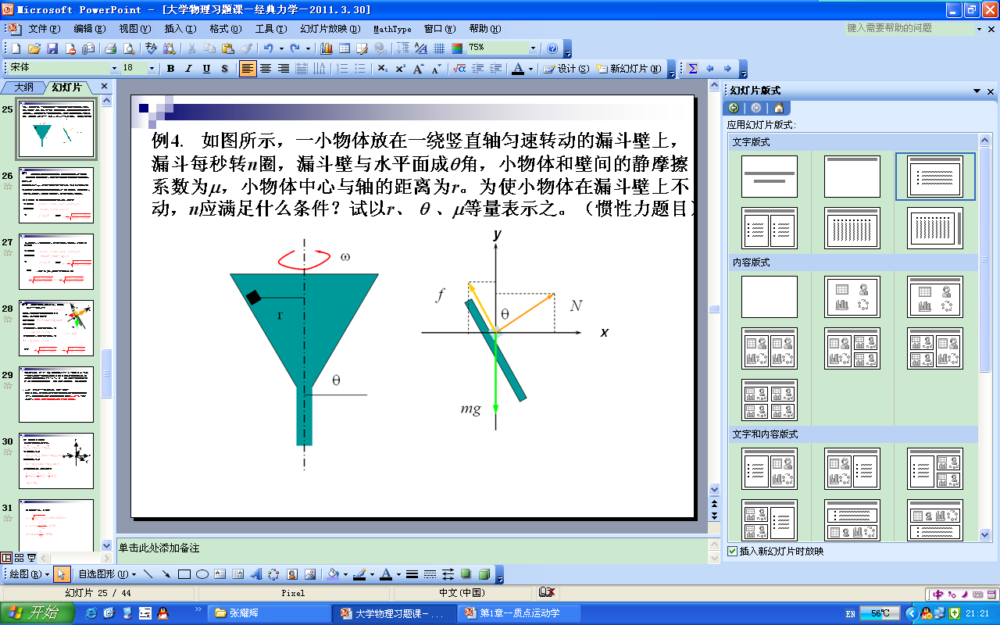 Microsoft PowerPoint - [大学物理习题课－经典力学－2011.3.30]
文件(F) 编辑(E) 视图(V) 插入(I) 格式(O) 工具(T) 幻灯片放映(D) MathType 窗口(W) 帮助(H) 键入需要帮助的问题
75%
宋体 18 B I U S 设计(S) 新幻灯片(N)
大纲 幻灯片
幻灯片版式
应用幻灯片版式:
文字版式
内容版式
文字和内容版式
插入新幻灯片时放映
25
26
27
28
29
30
31
例4. 如图所示，一小物体放在一绕竖直轴匀速转动的漏斗壁上，
漏斗每秒转n圈，漏斗壁与水平面成θ角，小物体和壁间的静摩擦
系数为μ，小物体中心与轴的距离为r。为使小物体在漏斗壁上不
动，n应满足什么条件？试以r、 θ 、μ等量表示之。（惯性力题目）
ω
r
θ
y
f
θ
N
x
mg
单击此处添加备注
绘图(R) 自选图形(U)
幻灯片 25 / 44 Pixel 中文(中国)
开始 张耀辉 大学物理习题课－... 第1章--质点运动学 EN 56℃ 21:21